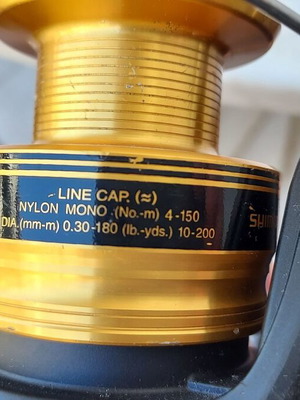 LINE CAP. (≈)
NYLON MONO (No.-m) 4-150
DIA.(mm-m) 0.30-180 (lb.-yds.) 10-200